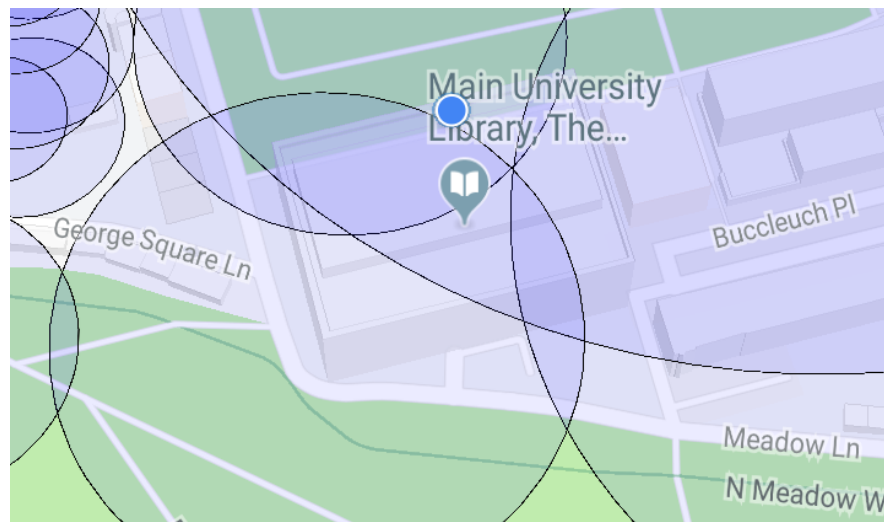 Main University
Library, The...
Buccleuch Pl
George Square Ln
Meadow Ln
N Meadow W